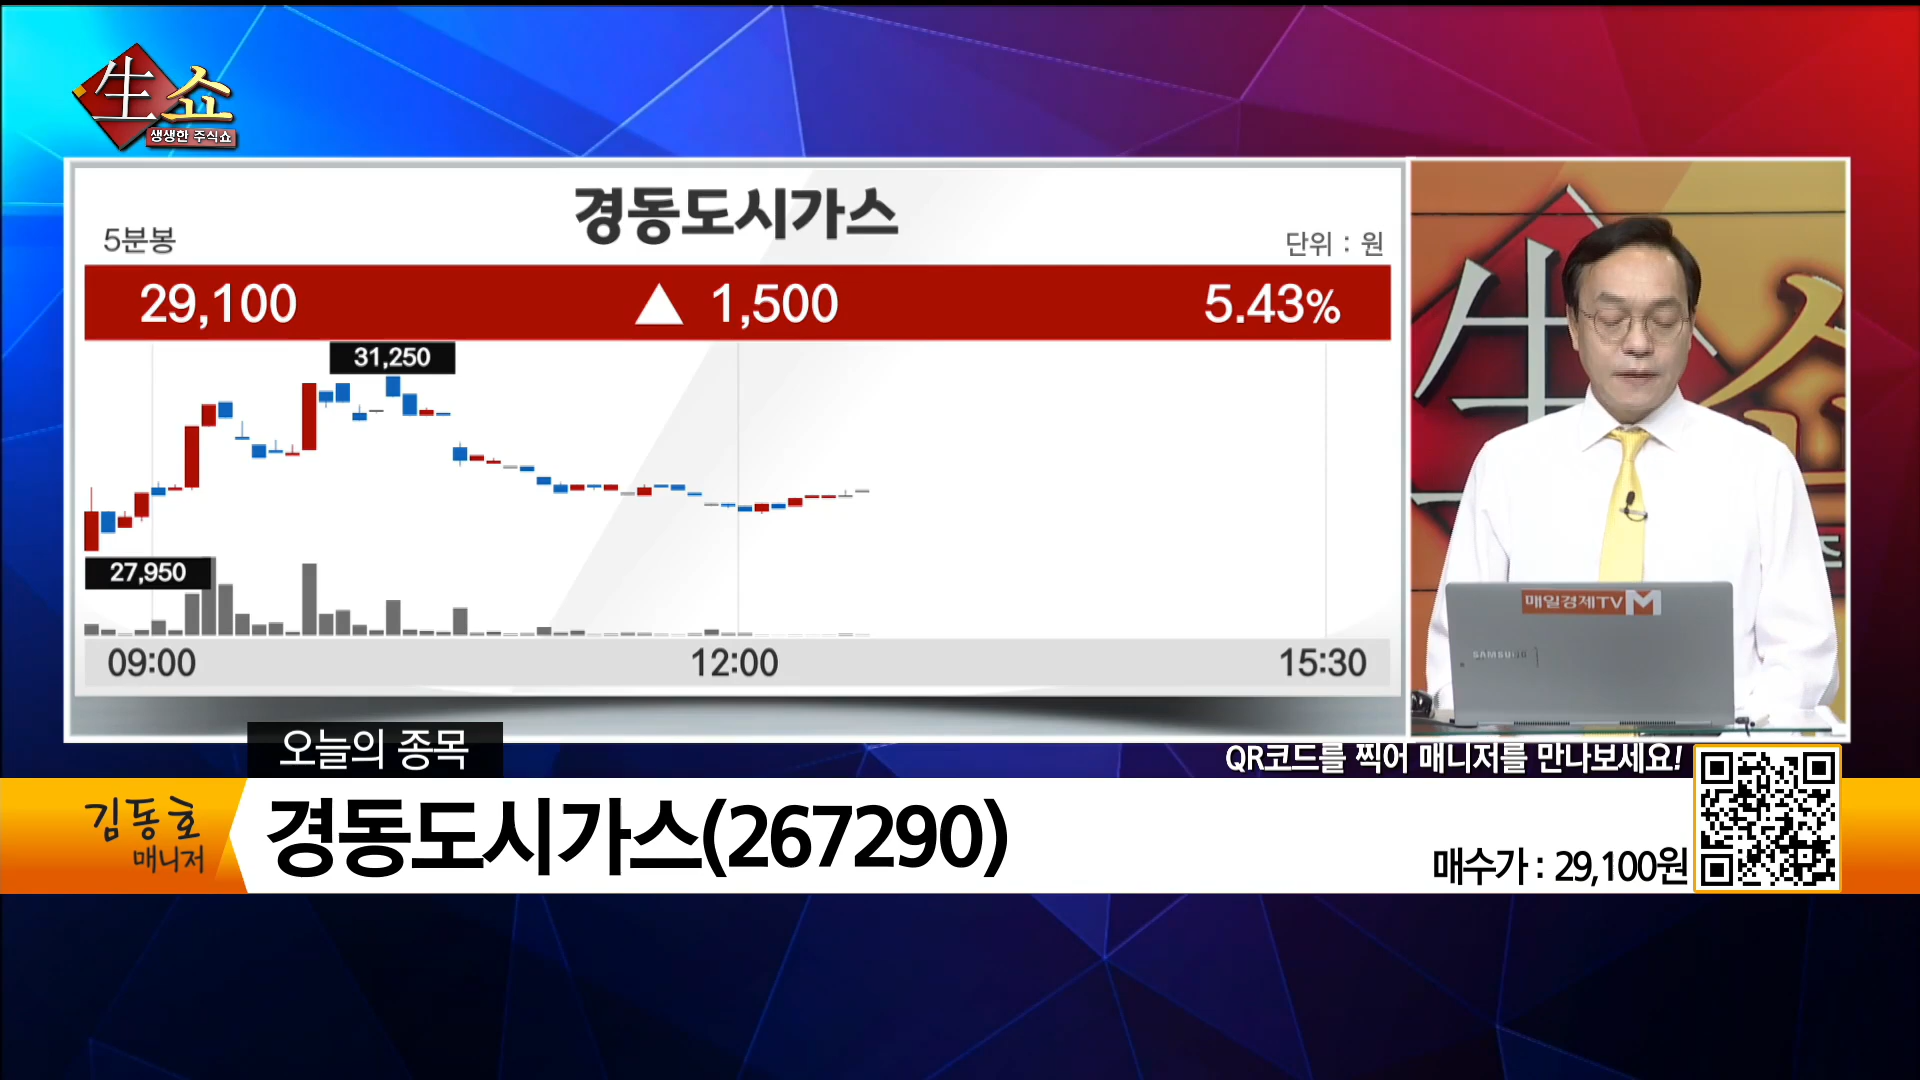 生쇼
생생한 주식쇼
경동도시가스
5분봉
단위 : 원
29,100 ▲ 1,500 5.43%
31,250
27,950
09:00 12:00 15:30
매일경제TV M
SAMSUNG
오늘의 종목
QR코드를 찍어 매니저를 만나보세요!
김동호
매니저
경동도시가스(267290)
매수가 : 29,100원